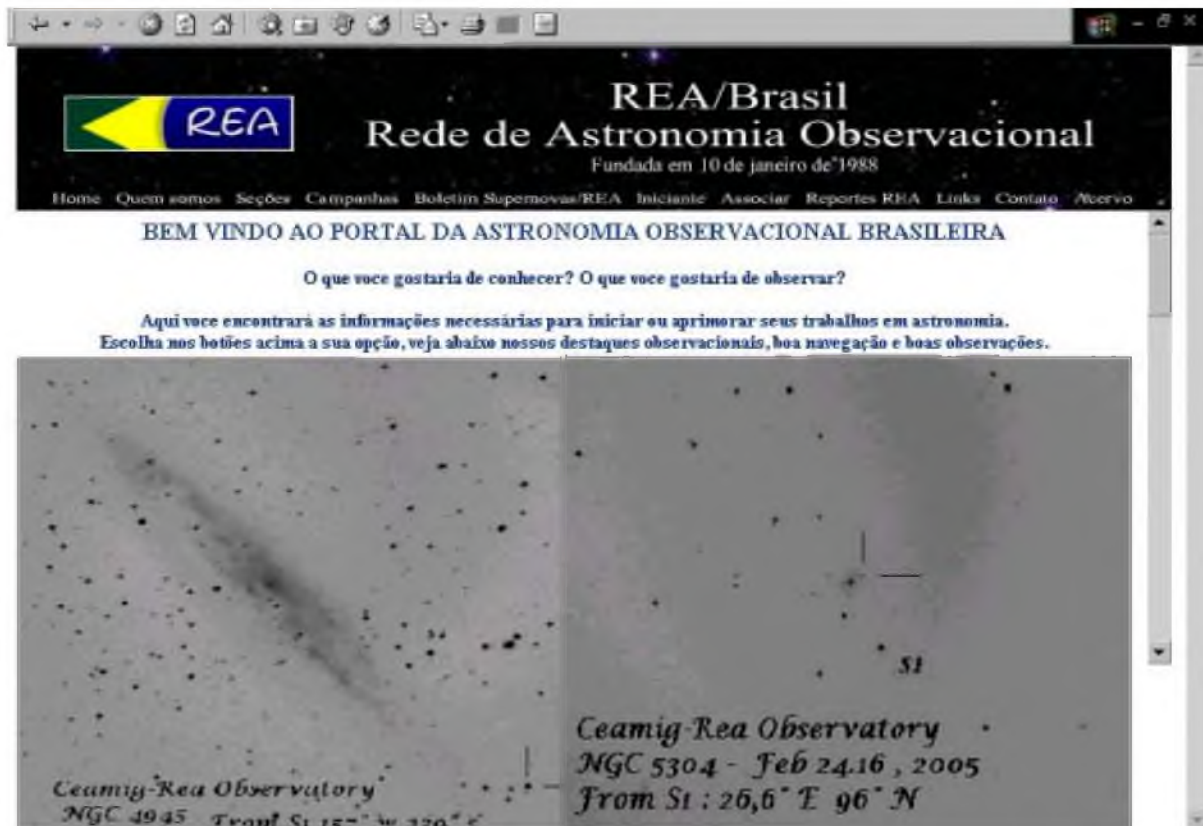 REA
REA/Brasil
Rede de Astronomia Observacional
Fundada em 10 de janeiro de 1988
Home Quem somos Seções Campanhas Boletim Supernovas/REA Iniciante Associar Reportes REA Links Contato Acervo
BEM VINDO AO PORTAL DA ASTRONOMIA OBSERVACIONAL BRASILEIRA
O que voce gostaria de conhecer? O que voce gostaria de observar?
Aqui voce encontrará as informações necessárias para iniciar ou aprimorar seus trabalhos em astronomia.
Escolha nos botões acima a sua opção, veja abaixo nossos destaques observacionais, boa navegação e boas observações.
S1
Ceamig-Rea Observatory
NGC 4945 From S1
Ceamig-Rea Observatory
NGC 5304 - Feb 24.16 , 2005
From S1 : 26,6" E 96" N